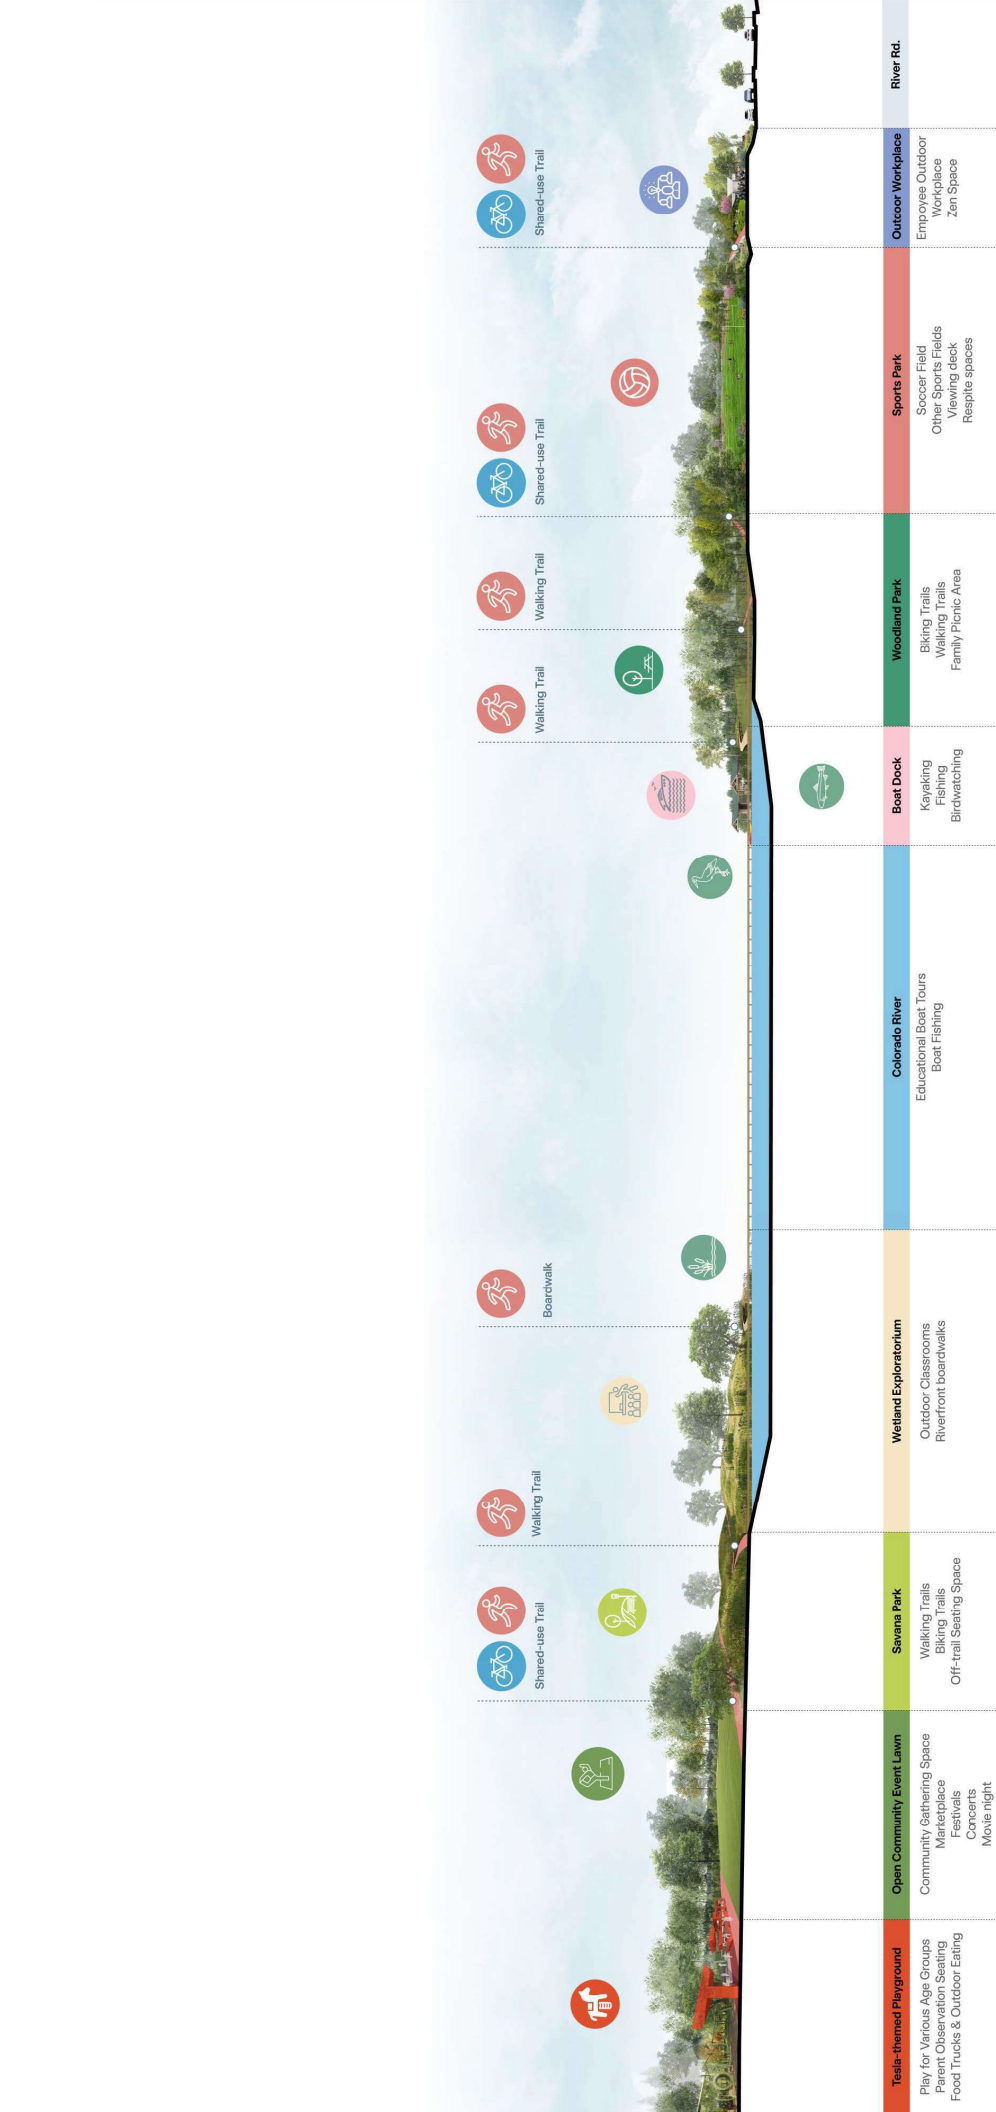 Shared-use Trail
Walking Trail
Boardwalk
Walking Trail
Walking Trail
Shared-use Trail
Shared-use Trail
Tesla-themed Playground
Play for Various Age Groups
Parent Observation Seating
Food Trucks & Outdoor Eating
Open Community Event Lawn
Community Gathering Space
Marketplace
Festivals
Concerts
Movie night
Savana Park
Walking Trails
Biking Trails
Off-trail Seating Space
Wetland Exploratorium
Outdoor Classrooms
Riverfront boardwalks
Colorado River
Educational Boat Tours
Boat Fishing
Boat Dock
Kayaking
Fishing
Birdwatching
Woodland Park
Biking Trails
Walking Trails
Family Picnic Area
Sports Park
Soccer Field
Other Sports Fields
Viewing deck
Respite spaces
Outcoor Workplace
Empoyee Outdoor
Workplace
Zen Space
River Rd.